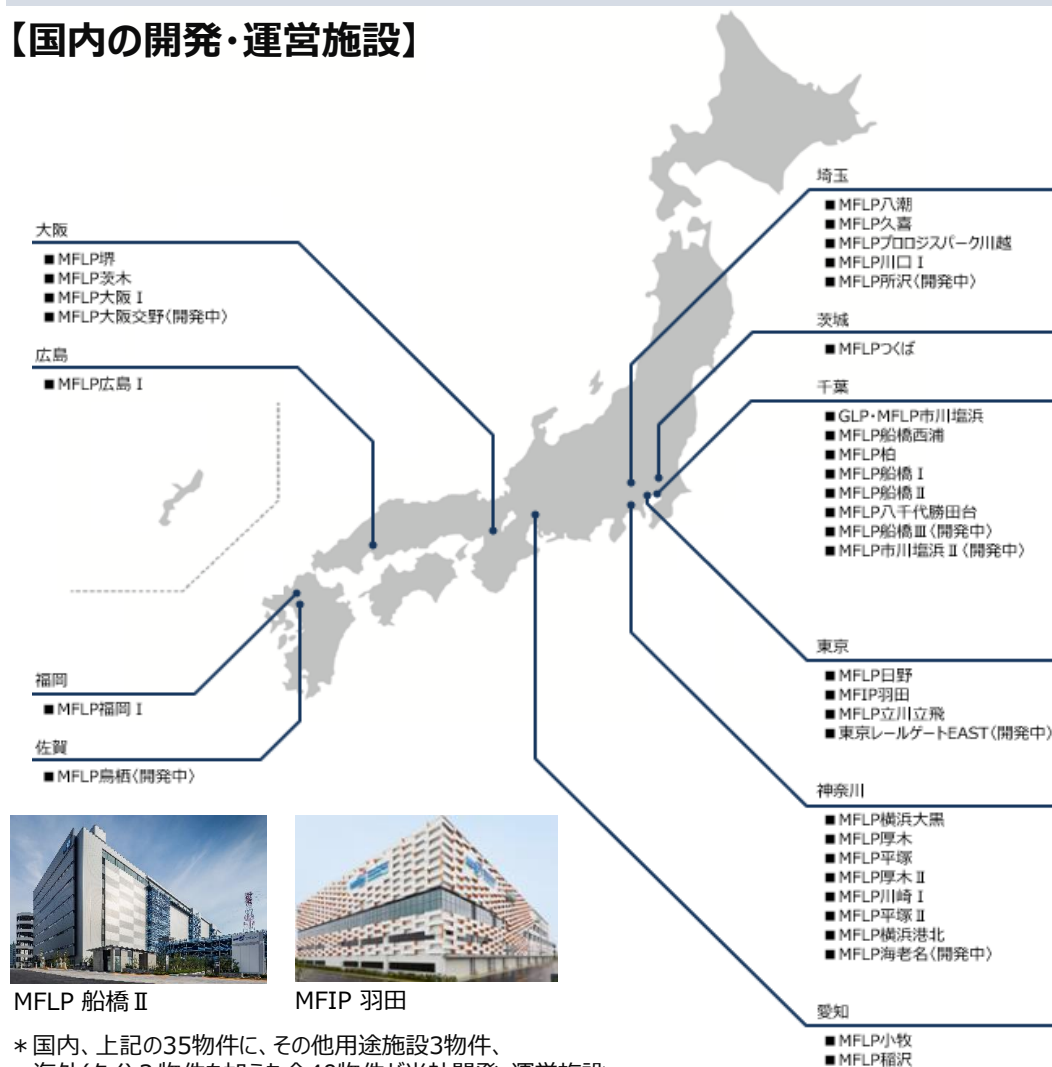 【国内の開発・運営施設】
大阪
■MFLP堺
■MFLP茨木
■MFLP大阪Ⅰ
■MFLP大阪交野〈開発中〉
広島
■MFLP広島Ⅰ
福岡
■MFLP福岡Ⅰ
佐賀
■MFLP鳥栖〈開発中〉
埼玉
■MFLP八潮
■MFLP久喜
■MFLPプロロジスパーク川越
■MFLP川口Ⅰ
■MFLP所沢〈開発中〉
茨城
■MFLPつくば
千葉
■GLP・MFLP市川塩浜
■MFLP船橋西浦
■MFLP柏
■MFLP船橋Ⅰ
■MFLP船橋Ⅱ
■MFLP八千代勝田台
■MFLP船橋Ⅲ〈開発中〉
■MFLP市川塩浜Ⅱ〈開発中〉
東京
■MFLP日野
■MFIP羽田
■MFLP立川立飛
■東京レールゲートEAST〈開発中〉
神奈川
■MFLP横浜大黒
■MFLP厚木
■MFLP平塚
■MFLP厚木Ⅱ
■MFLP川崎Ⅰ
■MFLP平塚Ⅱ
■MFLP横浜港北
■MFLP海老名〈開発中〉
愛知
■MFLP小牧
■MFLP稲沢
MFLP 船橋Ⅱ
MFIP 羽田
＊国内、上記の35物件に、その他用途施設3物件、